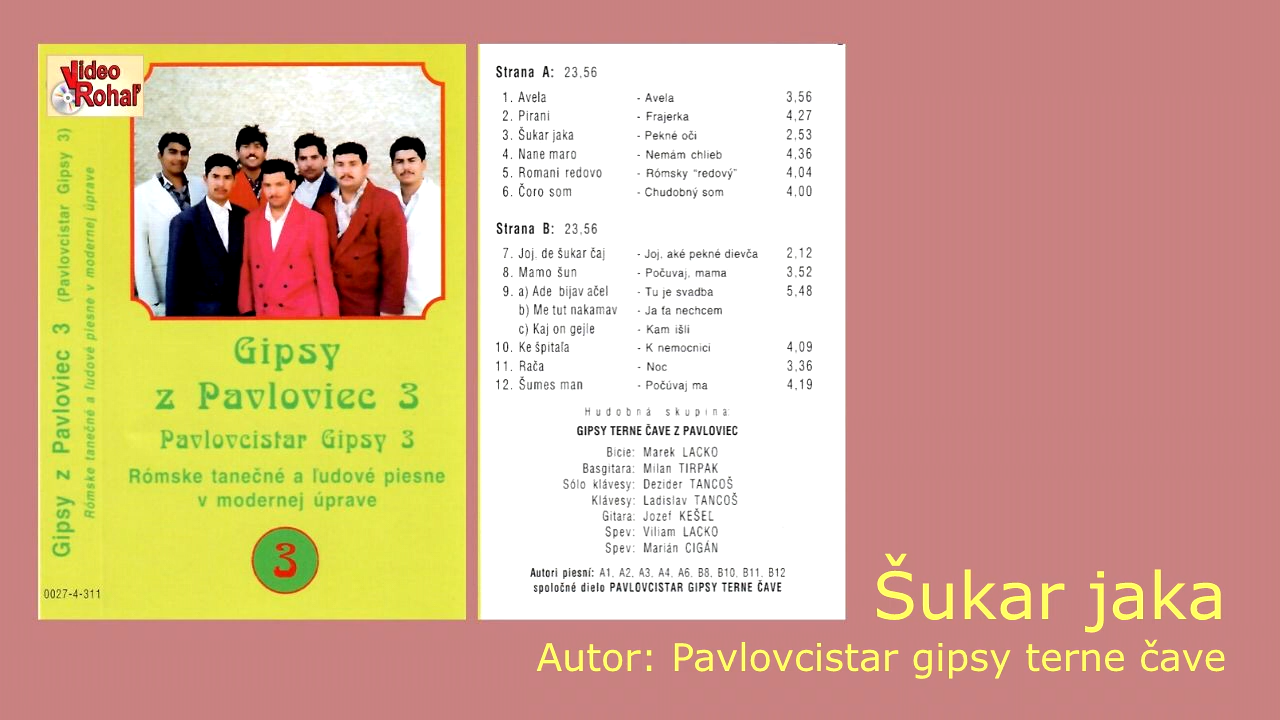 Video
Rohaľ
Gipsy z Pavloviec 3 (Pavlovcistar Gipsy 3)
Rómske tanečné a ľudové piesne v modernej úprave
Gipsy
z Pavloviec 3
Pavlovcistar Gipsy 3
Rómske tanečné a ľudové piesne
v modernej úprave
3
0027-4-311
Strana A: 23,56
1. Avela - Avela 3,56
2. Pirani - Frajerka 4,27
3. Šukar jaka - Pekné oči 2,53
4. Nane maro - Nemám chlieb 4,36
5. Romani redovo - Rómsky "redový" 4,04
6. Čoro som - Chudobný som 4,00
Strana B: 23,56
7. Joj. de šukar čaj - Joj, aké pekné dievča 2,12
8. Mamo šun - Počuvaj, mama 3,52
9. a) Ade bijav ačel - Tu je svadba 5,48
b) Me tut nakamav - Ja ťa nechcem
c) Kaj on gejle - Kam išli
10. Ke špitaľa - K nemocnici 4,09
11. Rača - Noc 3,36
12. Šumes man - Počúvaj ma 4,19
Hudobná skupina:
GIPSY TERNE ČAVE Z PAVLOVIEC
Bicie: Marek LACKO
Basgitara: Milan TIRPAK
Sólo klávesy: Dezider TANCOŠ
Klávesy: Ladislav TANCOŠ
Gitara: Jozef KEŠEĽ
Spev: Viliam LACKO
Spev: Marián CIGÁN
Autori piesní: A1, A2, A3, A4, A6, B8, B10, B11, B12
spoločné dielo PAVLOVCISTAR GIPSY TERNE ČAVE
Šukar jaka
Autor: Pavlovcistar gipsy terne čave